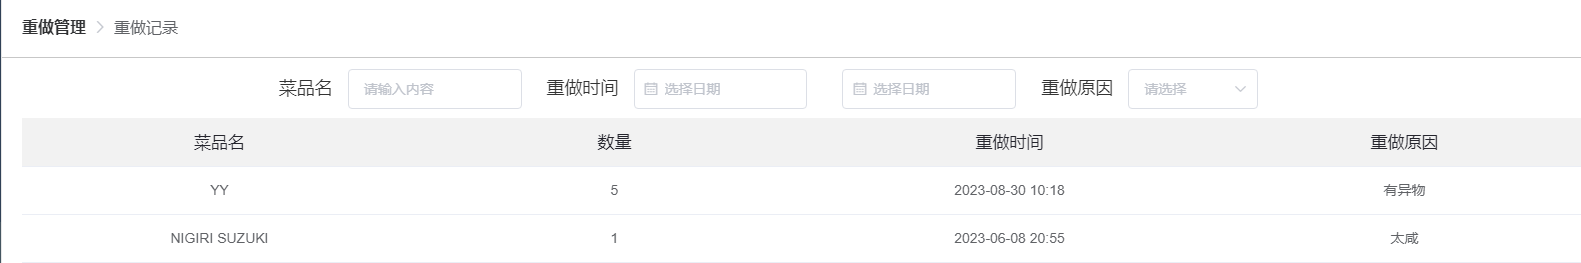 重做管理 > 重做记录
菜品名 请输入内容 重做时间 选择日期 选择日期 重做原因 请选择
菜品名 数量 重做时间 重做原因
YY 5 2023-08-30 10:18 有异物
NIGIRI SUZUKI 1 2023-06-08 20:55 太咸